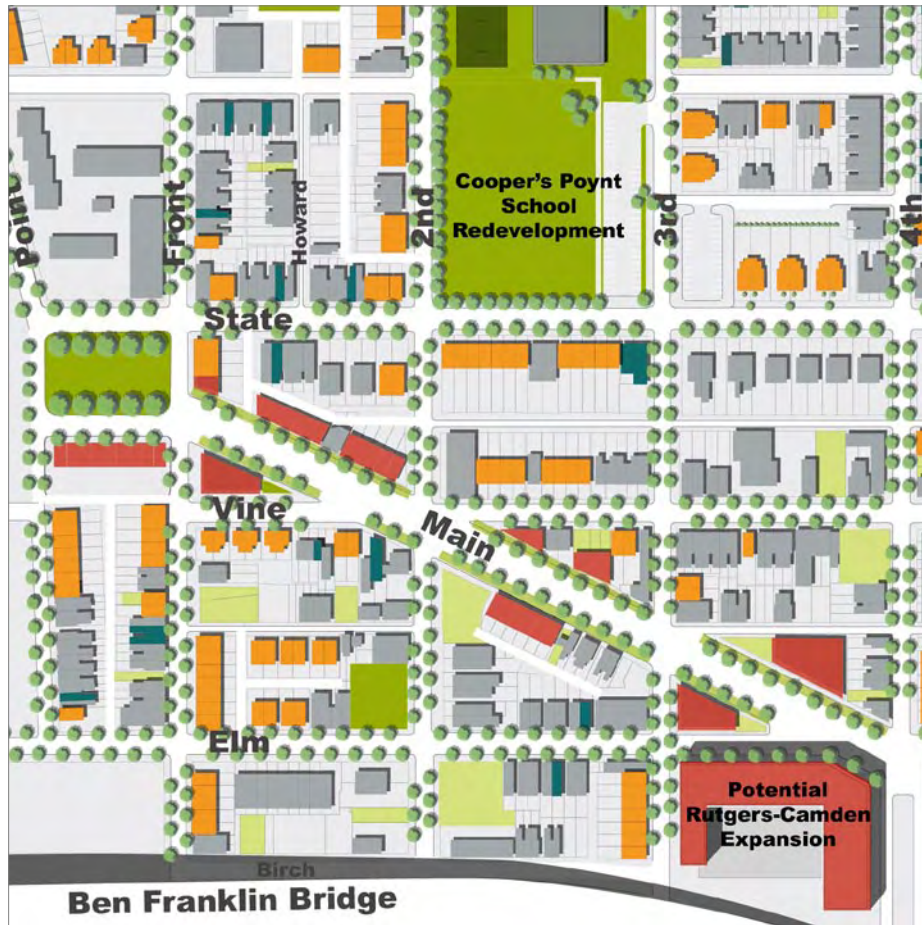 Cooper's Poynt
School
Redevelopment
Point
Front
Howard
2nd
3rd
4th
State
Vine
Main
Elm
Potential
Rutgers-Camden
Expansion
Birch
Ben Franklin Bridge